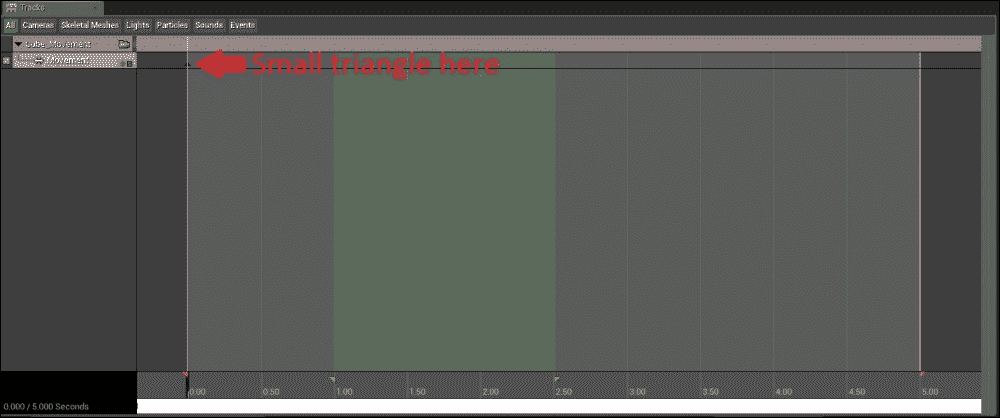 Tracks
All Cameras Skeletal Meshes Lights Particles Sounds Events
Cube_Movement
Movement
Small triangle here
0.00 0.50 1.00 1.50 2.00 2.50 3.00 3.50 4.00 4.50 5.00
0.000 / 5.000 Seconds